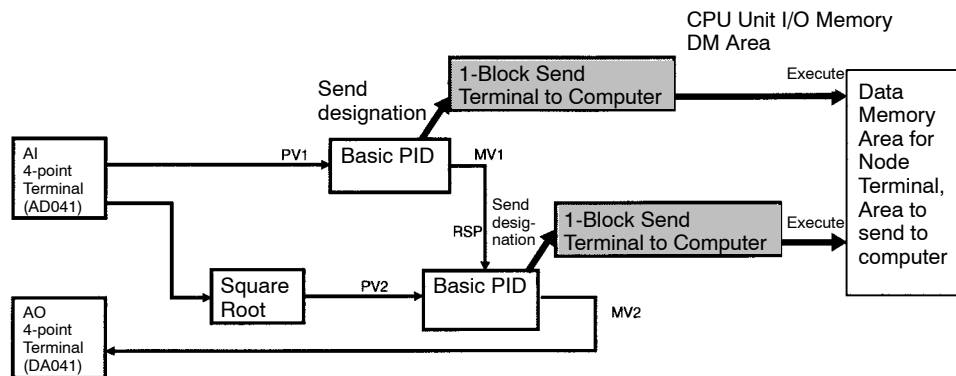 CPU Unit I/O Memory
DM Area
1-Block Send
Terminal to Computer
Execute
Send
designation
Data
Memory
Area for
Node
Terminal,
Area to
send to
computer
AI
4-point
Terminal
(AD041)
PV1
Basic PID
MV1
RSP
Send
desig-
nation
1-Block Send
Terminal to Computer
Execute
Square
Root
PV2
Basic PID
MV2
AO
4-point
Terminal
(DA041)